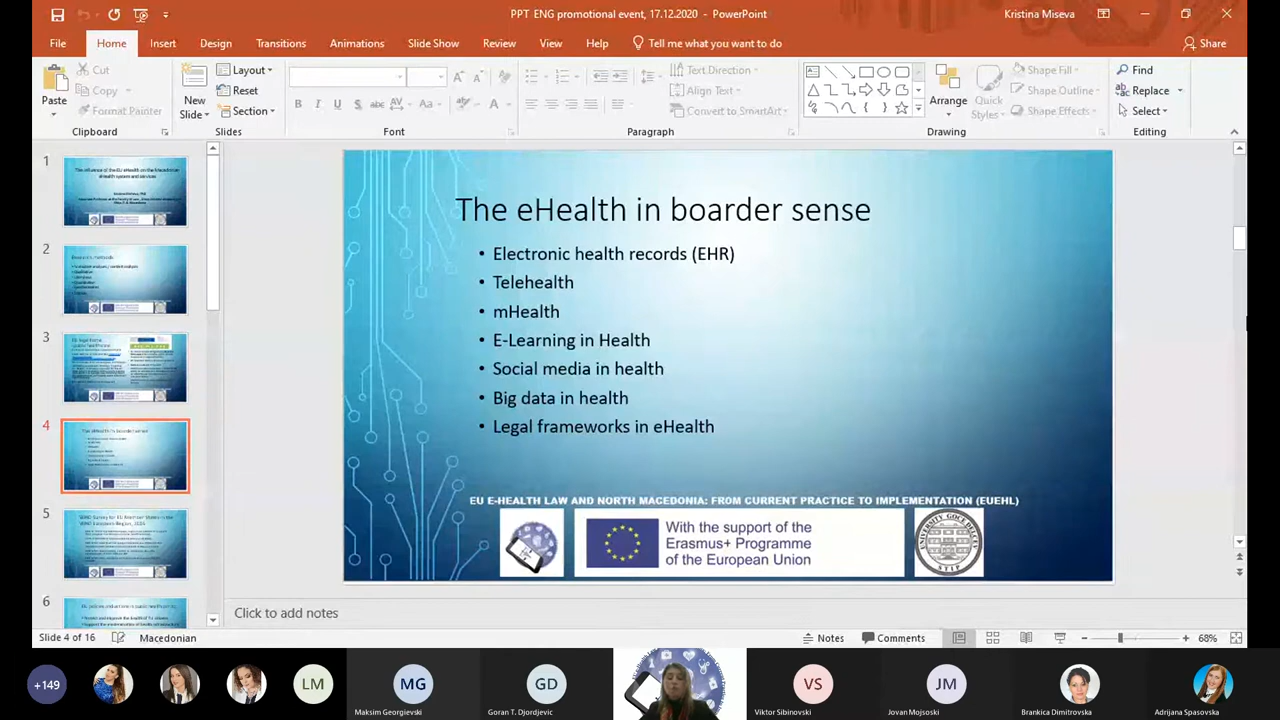 PPT ENG promotional event, 17.12.2020 - PowerPoint
Kristina Miseva
File Home Insert Design Transitions Animations Slide Show Review View Help Tell me what you want to do Share
Paste
Cut
Copy
Format Painter
Clipboard
New Slide
Layout
Reset
Section
Slides
Font
Text Direction
Align Text
Convert to SmartArt
Paragraph
Arrange
Quick Styles
Shape Fill
Shape Outline
Shape Effects
Drawing
Find
Replace
Select
Editing
1
2
3
4
5
6
The eHealth in boarder sense
• Electronic health records (EHR)
• Telehealth
• mHealth
• E-Learning in Health
• Social media in health
• Big data in health
• Legal frameworks in eHealth
EU E-HEALTH LAW AND NORTH MACEDONIA: FROM CURRENT PRACTICE TO IMPLEMENTATION (EUEHL)
With the support of the
Erasmus+ Programme
of the European Union
Click to add notes
Slide 4 of 16 Macedonian Notes Comments 68%
+149
LM
MG
GD
VS
JM
Maksim Georgievski
Goran T. Djordjevic
Viktor Sibinovski
Jovan Mojsoski
Brankica Dimitrovska
Adrijana Spasovska